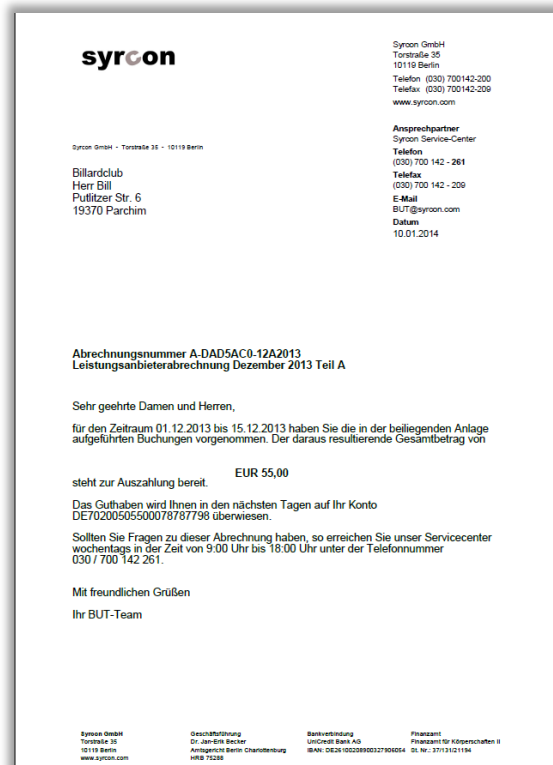 syrcon
Syrcon GmbH
Torstraße 35
10119 Berlin
Telefon (030) 700142-200
Telefax (030) 700142-209
www.syrcon.com
Ansprechpartner
Syrcon Service-Center
Telefon
(030) 700 142 - 261
Telefax
(030) 700 142 - 209
E-Mail
BUT@syrcon.com
Datum
10.01.2014
Syrcon GmbH - Torstraße 35 - 10119 Berlin
Billardclub
Herr Bill
Putlitzer Str. 6
19370 Parchim
Abrechnungsnummer A-DAD5AC0-12A2013
Leistungsanbieterabrechnung Dezember 2013 Teil A
Sehr geehrte Damen und Herren,
für den Zeitraum 01.12.2013 bis 15.12.2013 haben Sie die in der beiliegenden Anlage
aufgeführten Buchungen vorgenommen. Der daraus resultierende Gesamtbetrag von
EUR 55,00
steht zur Auszahlung bereit.
Das Guthaben wird Ihnen in den nächsten Tagen auf Ihr Konto
DE70200505500078787798 überwiesen.
Sollten Sie Fragen zu dieser Abrechnung haben, so erreichen Sie unser Servicecenter
wochentags in der Zeit von 9:00 Uhr bis 18:00 Uhr unter der Telefonnummer
030 / 700 142 261.
Mit freundlichen Grüßen
Ihr BUT-Team
Syrcon GmbH
Torstraße 35
10119 Berlin
www.syrcon.com
Geschäftsführung
Dr. Jan-Erik Becker
Amtsgericht Berlin Charlottenburg
HRB 75288
Bankverbindung
UniCredit Bank AG
IBAN: DE26100208900327906064
Finanzamt
Finanzamt für Körperschaften II
St. Nr.: 37/131/21194